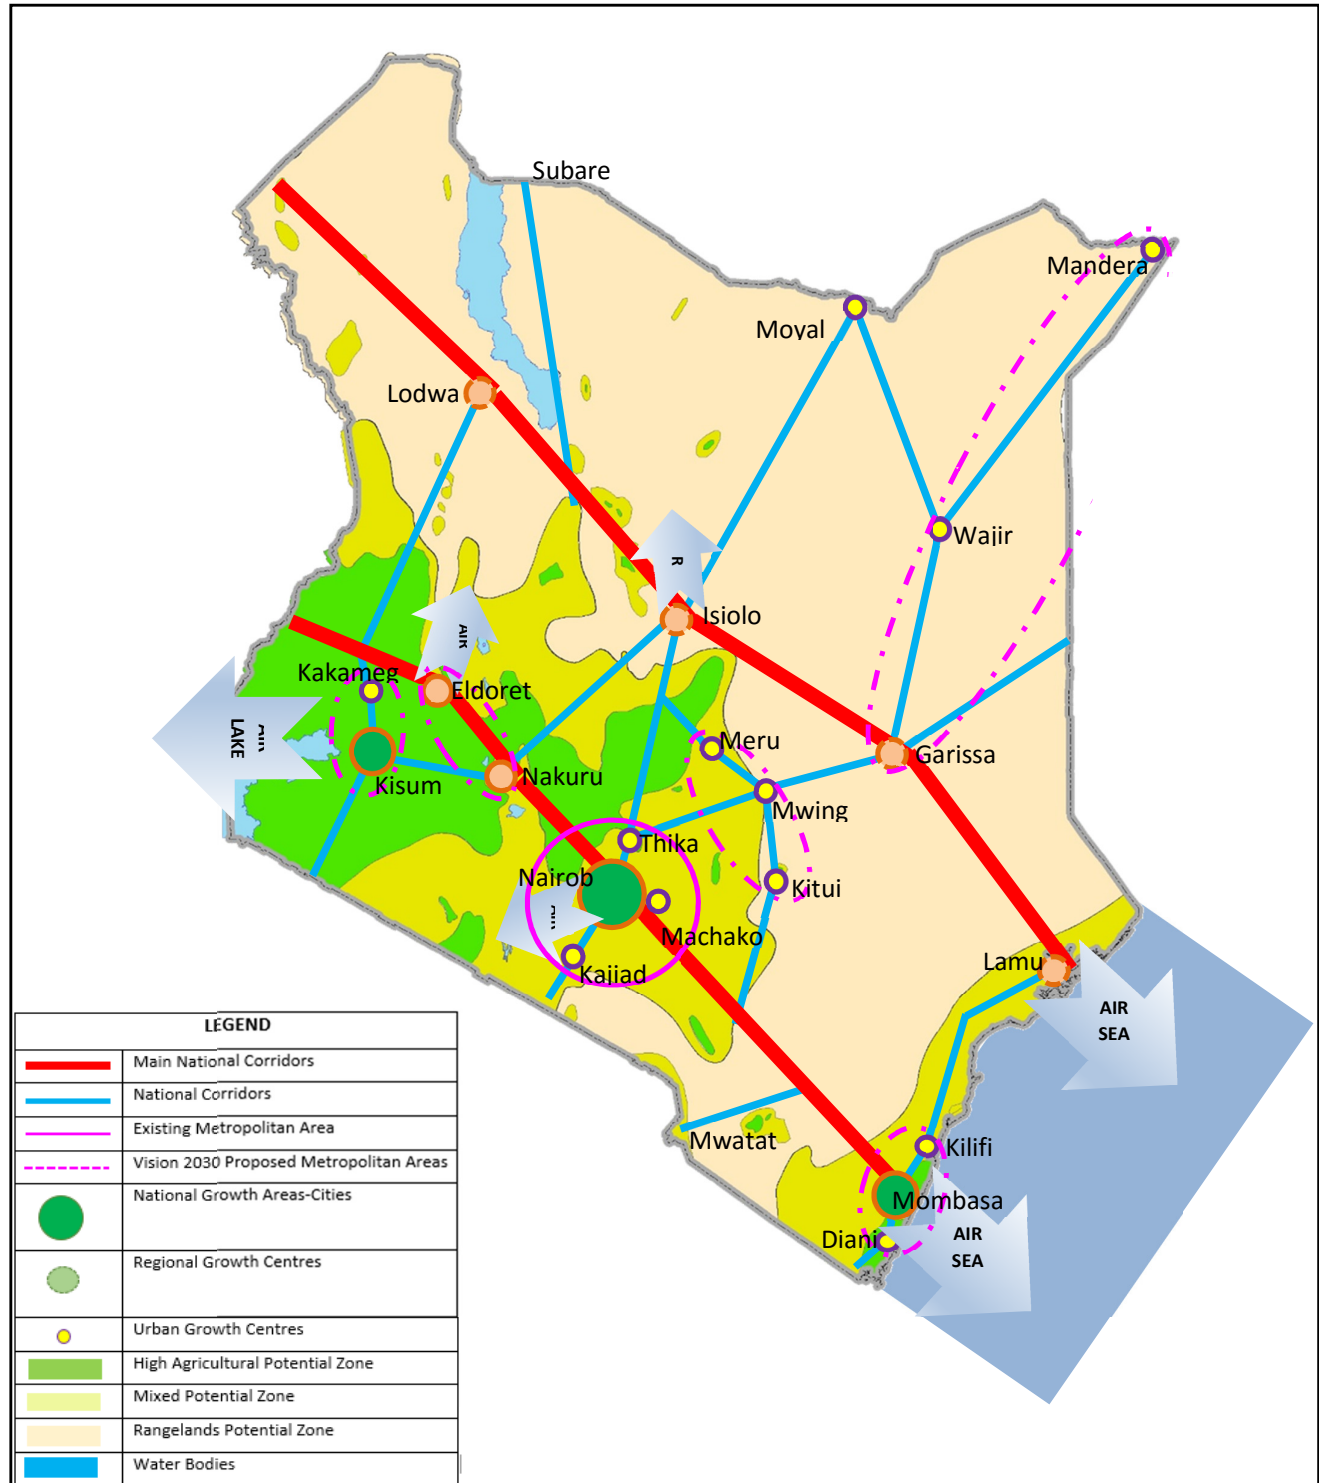 Subare
Mandera
Moyal
Lodwa
Wajir
R
Isiolo
AIR
Kakameg
Eldoret
AIR
LAKE
Meru
Garissa
Kisum
Nakuru
Mwing
Thika
Nairob
Kitui
AIR
Machako
Kajiad
Lamu
AIR
SEA
Mwatat
Kilifi
Mombasa
Diani
AIR
SEA
LEGEND
Main National Corridors
National Corridors
Existing Metropolitan Area
Vision 2030 Proposed Metropolitan Areas
National Growth Areas-Cities
Regional Growth Centres
Urban Growth Centres
High Agricultural Potential Zone
Mixed Potential Zone
Rangelands Potential Zone
Water Bodies